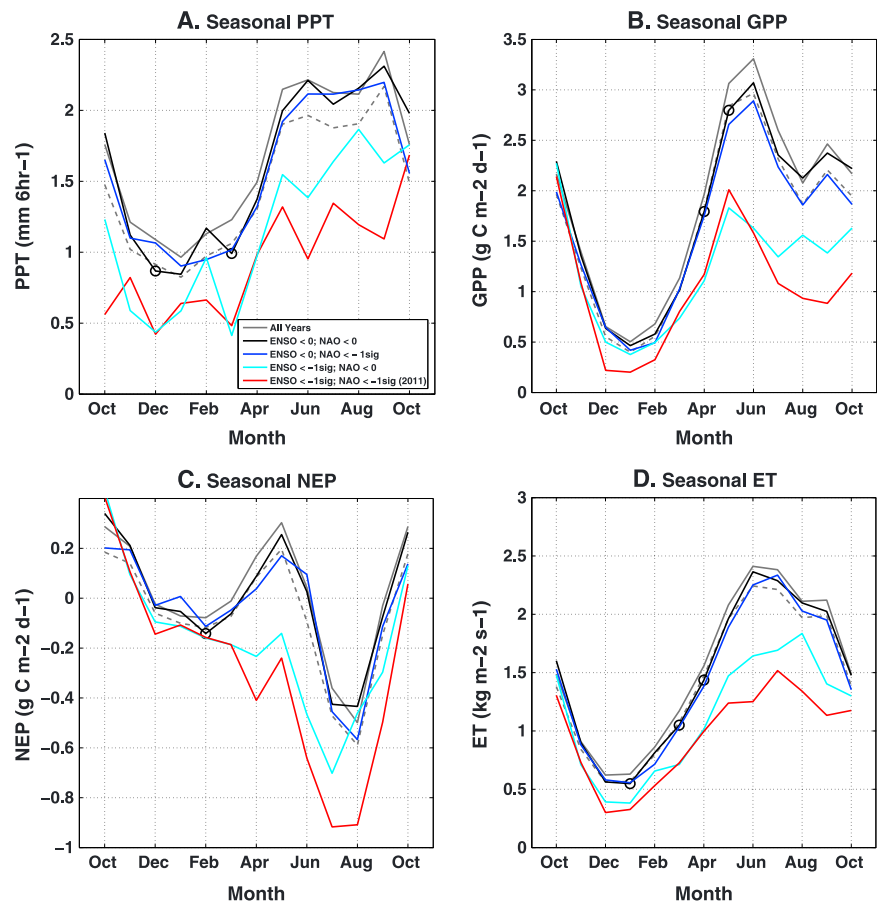 A. Seasonal PPT
PPT (mm 6hr−1)
2.5
2
1.5
1
0.5
0
All Years
ENSO < 0; NAO < 0
ENSO < 0; NAO < − 1sig
ENSO < −1sig; NAO < 0
ENSO < −1sig; NAO < −1sig (2011)
Oct Dec Feb Apr Jun Aug Oct
Month
B. Seasonal GPP
GPP (g C m−2 d−1)
3.5
3
2.5
2
1.5
1
0.5
0
Oct Dec Feb Apr Jun Aug Oct
Month
C. Seasonal NEP
NEP (g C m−2 d−1)
0.2
0
−0.2
−0.4
−0.6
−0.8
−1
Oct Dec Feb Apr Jun Aug Oct
Month
D. Seasonal ET
ET (kg m−2 s−1)
3
2.5
2
1.5
1
0.5
0
Oct Dec Feb Apr Jun Aug Oct
Month